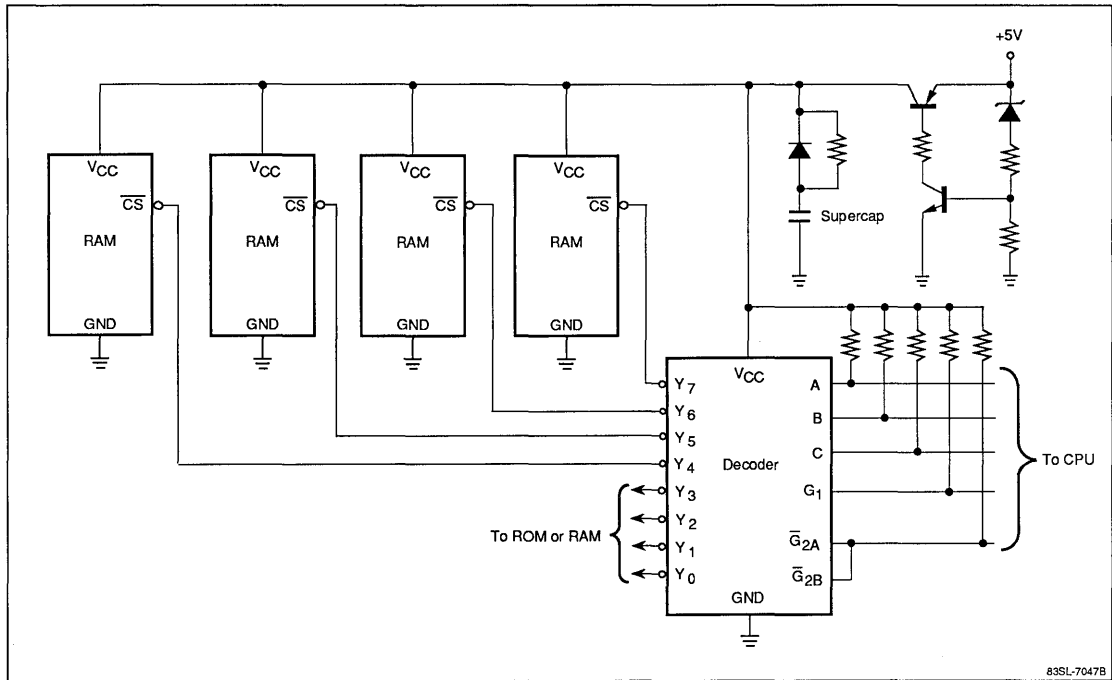 +5V
VCC
CS
RAM
GND
VCC
CS
RAM
GND
VCC
CS
RAM
GND
VCC
CS
RAM
GND
Supercap
VCC
Decoder
GND
Y7
Y6
Y5
Y4
Y3
Y2
Y1
Y0
To ROM or RAM
A
B
C
G1
G̅2A
G̅2B
To CPU
83SL-7047B